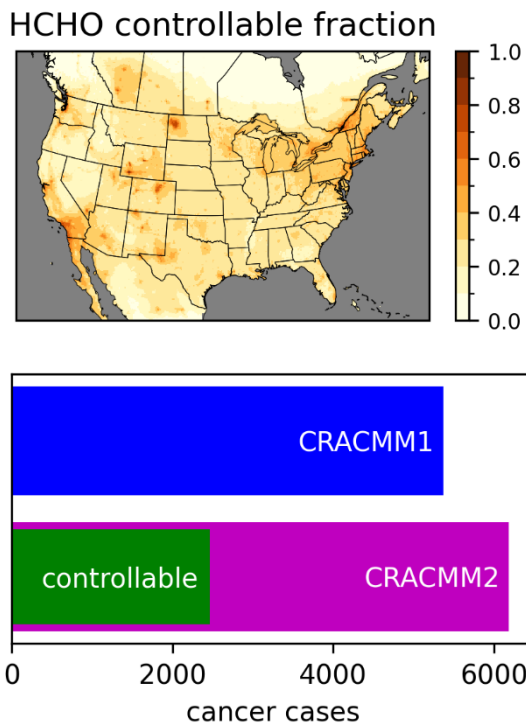 HCHO controllable fraction
1.0
0.8
0.6
0.4
0.2
0.0
CRACMM1
controllable CRACMM2
0 2000 4000 6000
cancer cases